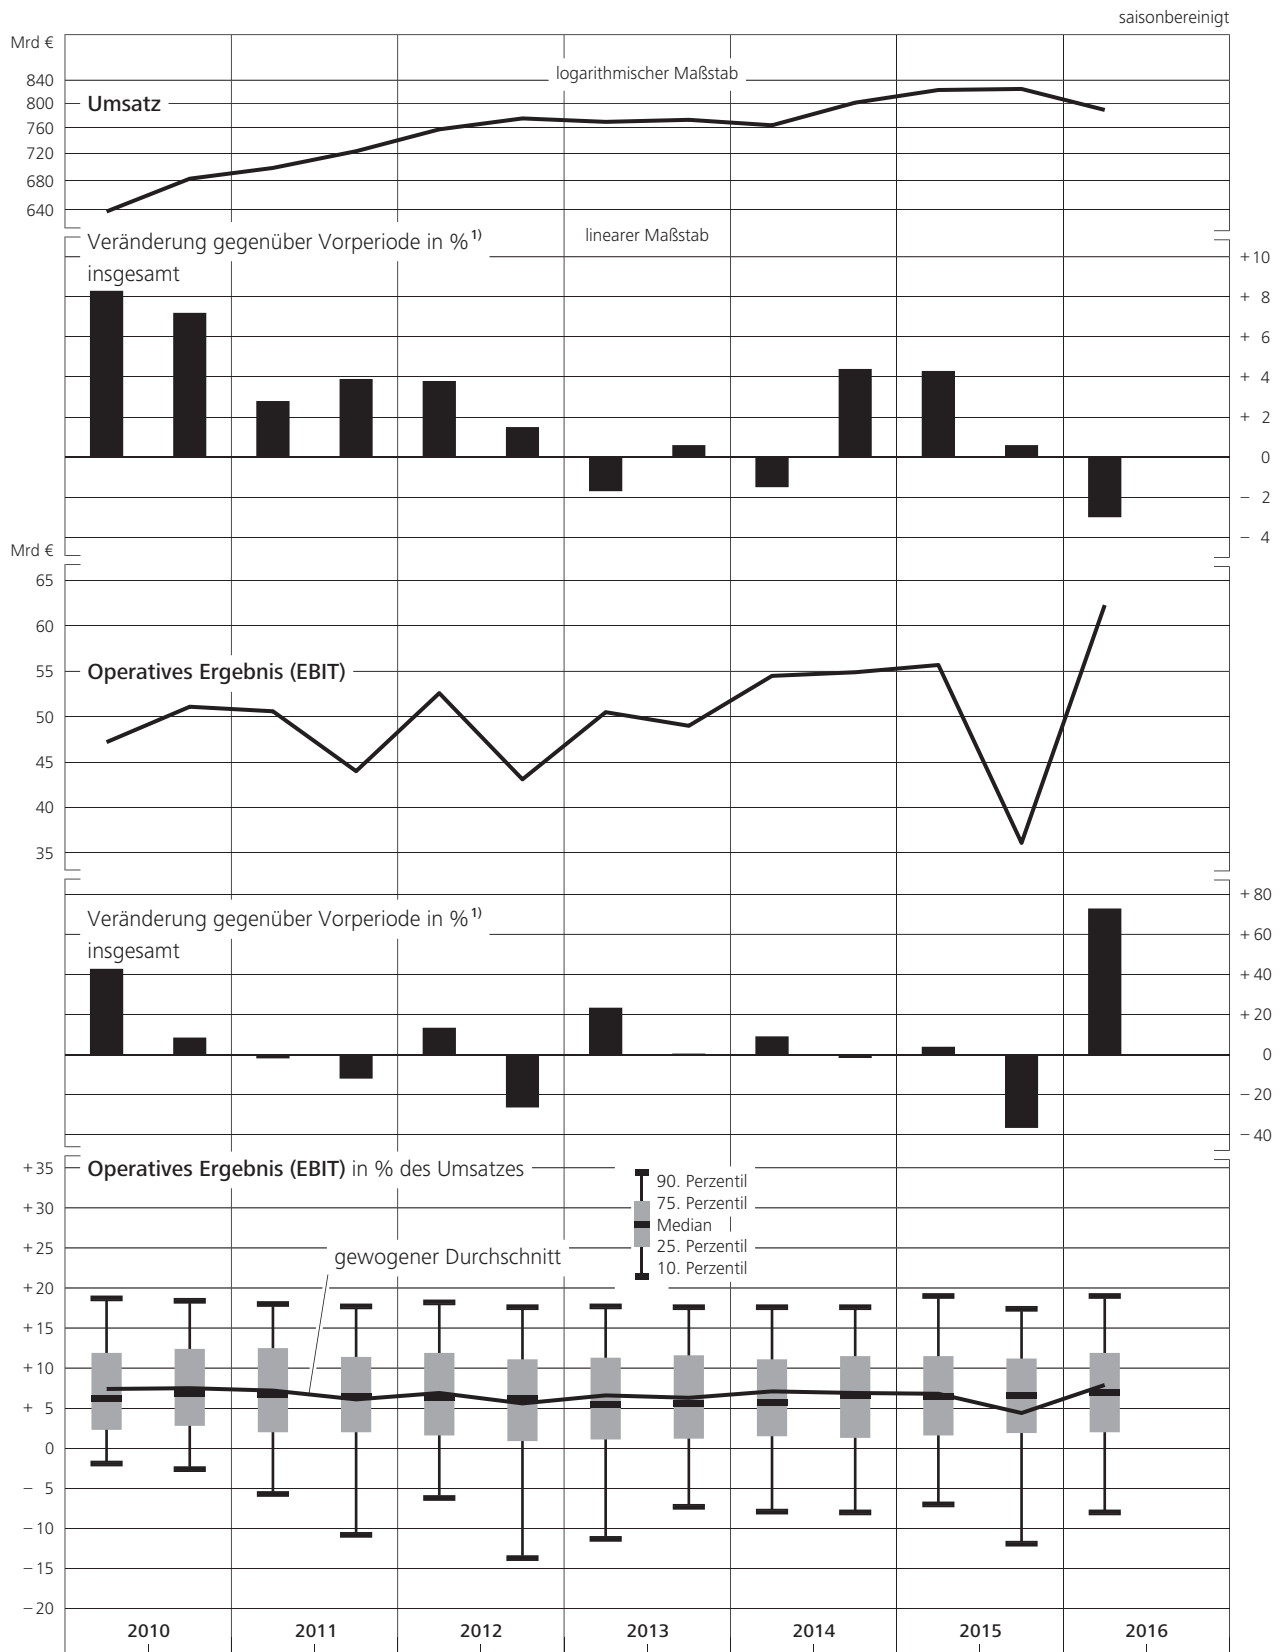 saisonbereinigt
Mrd €
logarithmischer Maßstab
840
800
Umsatz
760
720
680
640
Veränderung gegenüber Vorperiode in % 1)
linearer Maßstab
insgesamt
+ 10
+ 8
+ 6
+ 4
+ 2
0
− 2
− 4
Mrd €
65
60
55
Operatives Ergebnis (EBIT)
50
45
40
35
Veränderung gegenüber Vorperiode in % 1)
insgesamt
+ 80
+ 60
+ 40
+ 20
0
− 20
− 40
+ 35
Operatives Ergebnis (EBIT) in % des Umsatzes
90. Perzentil
75. Perzentil
Median
25. Perzentil
10. Perzentil
+ 30
+ 25
gewogener Durchschnitt
+ 20
+ 15
+ 10
+ 5
0
− 5
− 10
− 15
− 20
2010 2011 2012 2013 2014 2015 2016